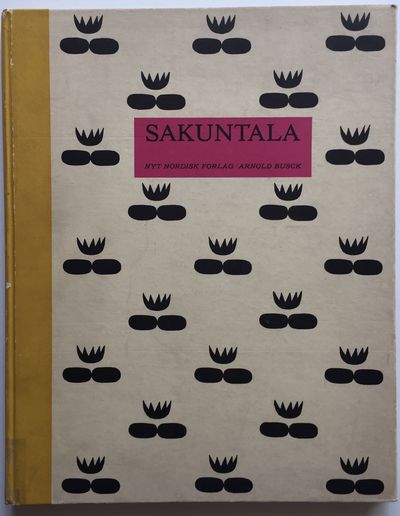 SAKUNTALA
NYT NORDISK FORLAG · ARNOLD BUSCK